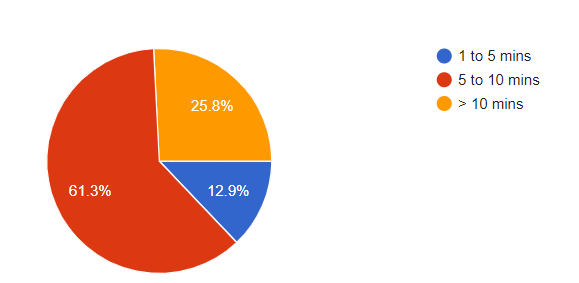 1 to 5 mins
5 to 10 mins
> 10 mins
25.8%
61.3%
12.9%